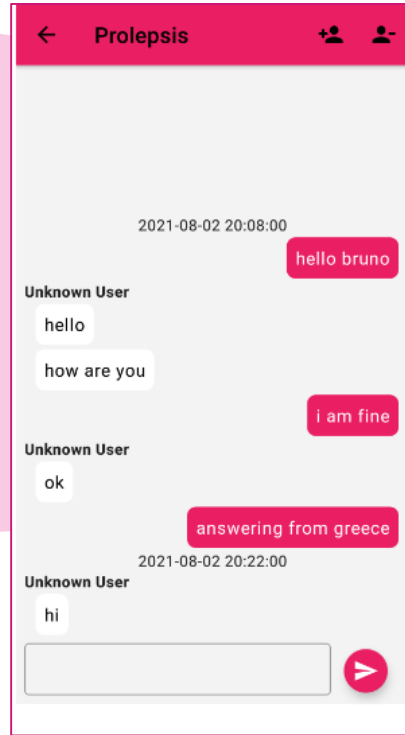 Prolepsis
2021-08-02 20:08:00
hello bruno
Unknown User
hello
how are you
i am fine
Unknown User
ok
answering from greece
2021-08-02 20:22:00
Unknown User
hi